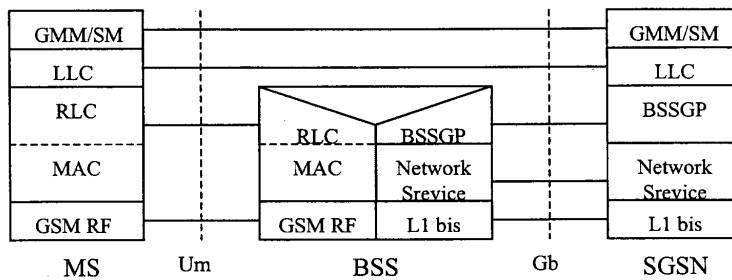 GMM/SM
GMM/SM
LLC
LLC
RLC
BSSGP
RLC
BSSGP
MAC
MAC
Network
Srevice
Network
Srevice
GSM RF
GSM RF
L1 bis
L1 bis
MS
Um
BSS
Gb
SGSN